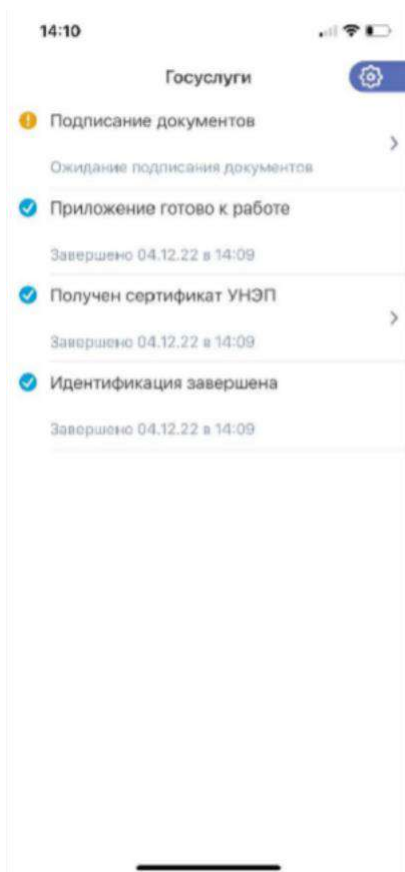 14:10
Госуслуги
Подписание документов
Ожидание подписания документов
Приложение готово к работе
Завершено 04.12.22 в 14:09
Получен сертификат УНЭП
Завершено 04.12.22 в 14:09
Идентификация завершена
Завершено 04.12.22 в 14:09